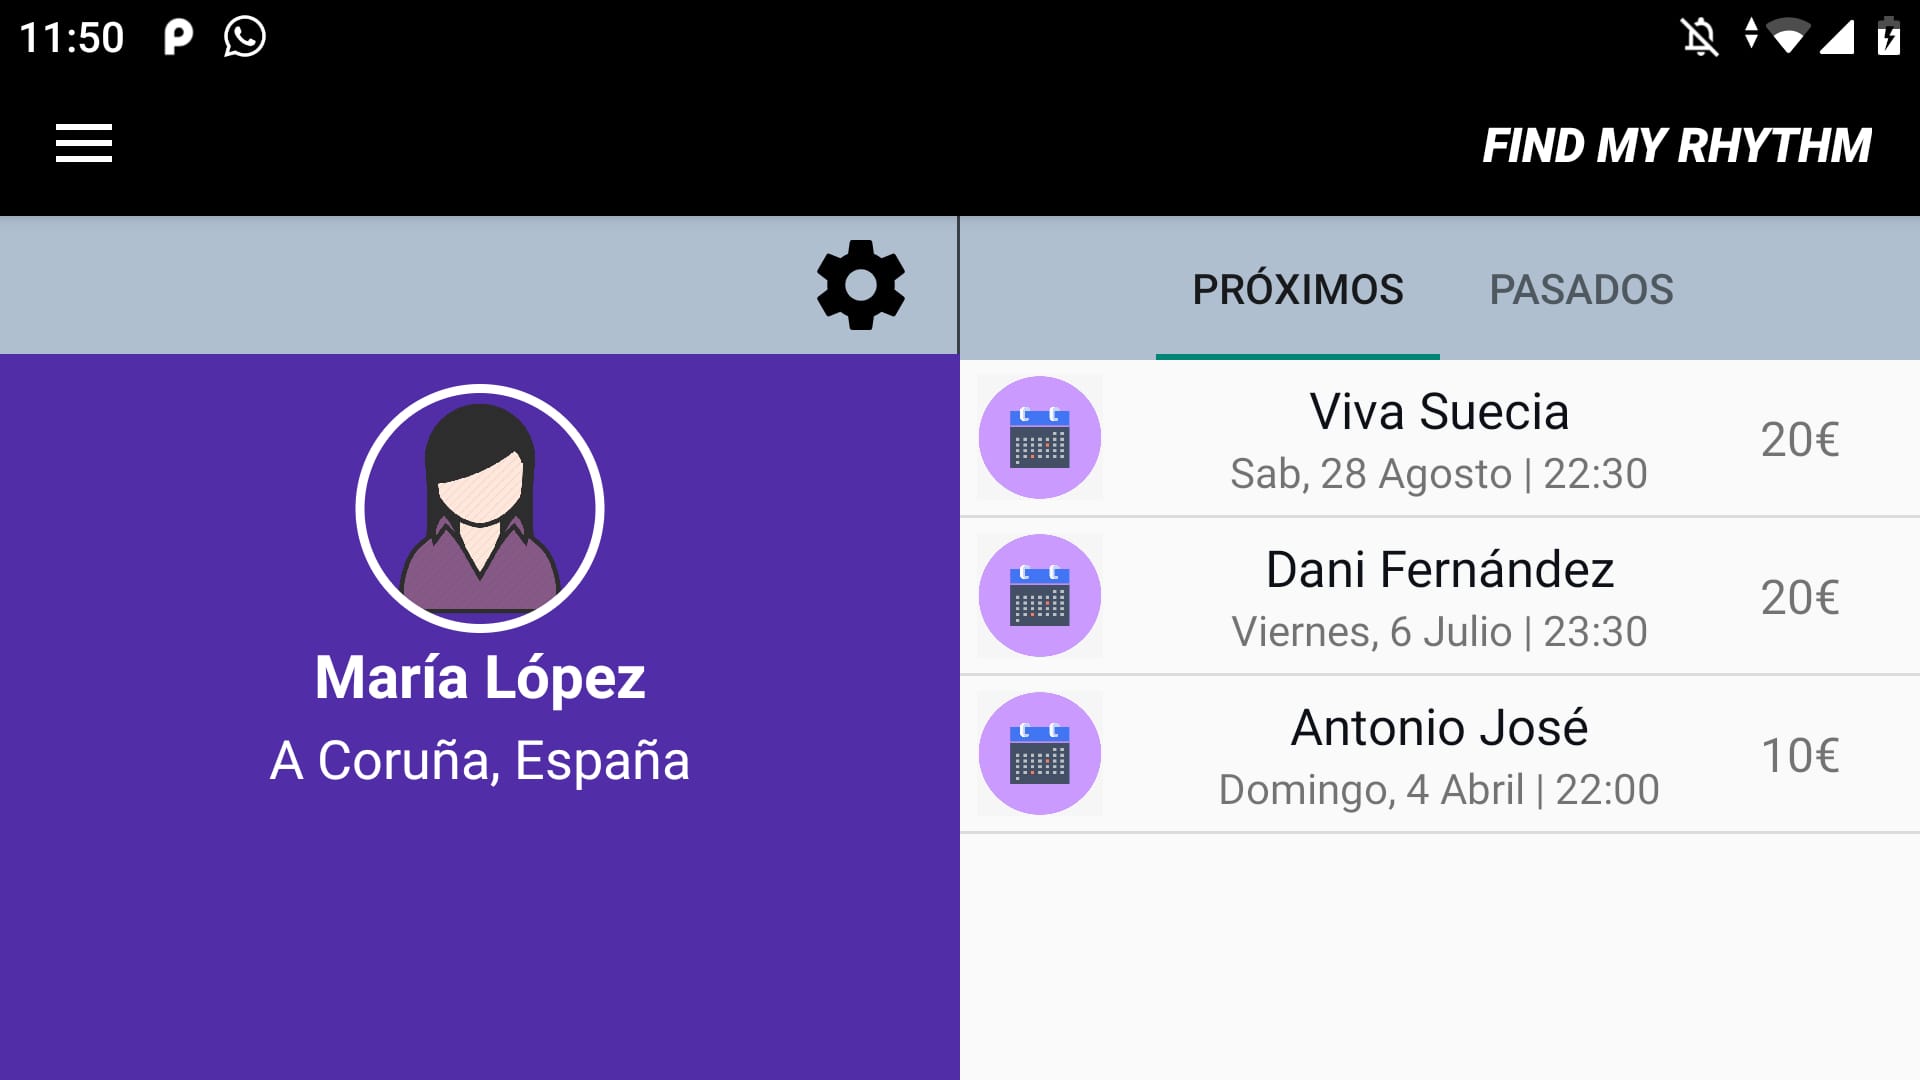 11:50
FIND MY RHYTHM
PRÓXIMOS PASADOS
María López
A Coruña, España
Viva Suecia
Sab, 28 Agosto | 22:30
20€
Dani Fernández
Viernes, 6 Julio | 23:30
20€
Antonio José
Domingo, 4 Abril | 22:00
10€